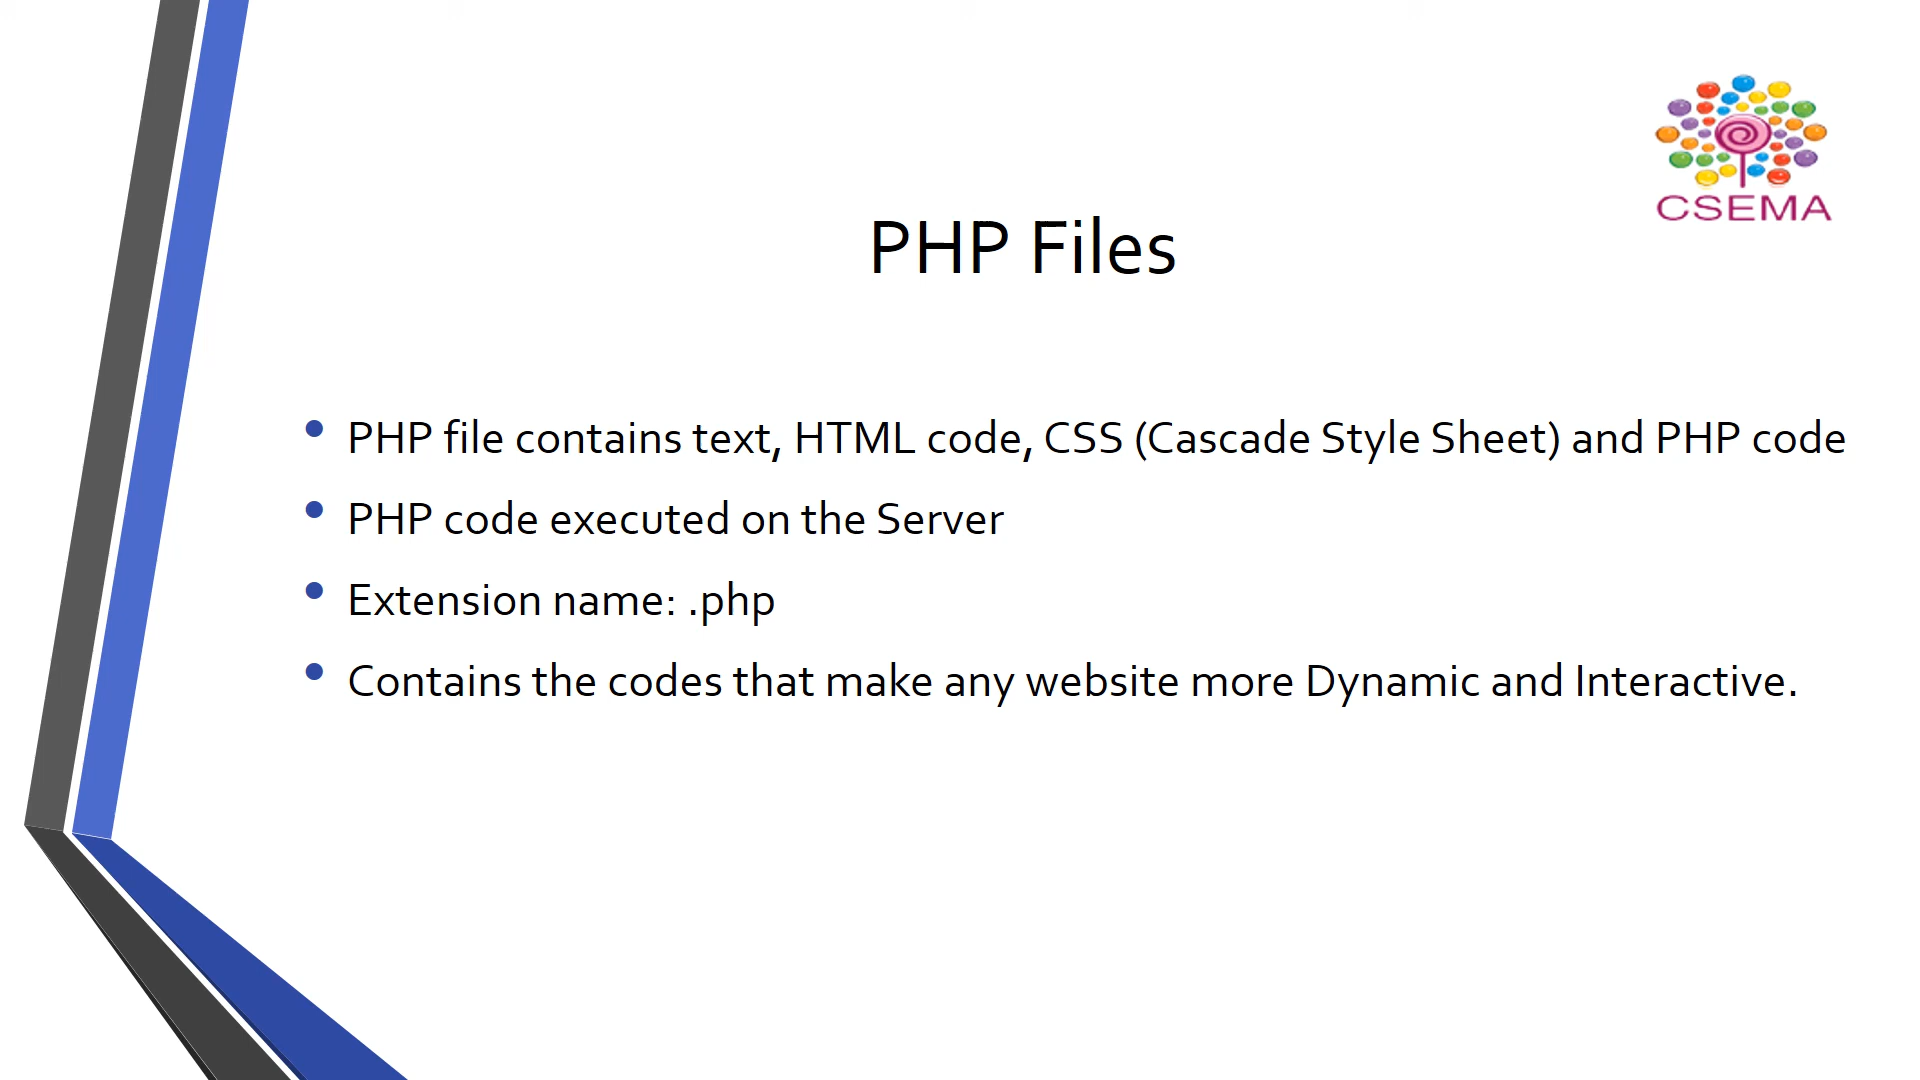 CSEMA
PHP Files
• PHP file contains text, HTML code, CSS (Cascade Style Sheet) and PHP code
• PHP code executed on the Server
• Extension name: .php
• Contains the codes that make any website more Dynamic and Interactive.